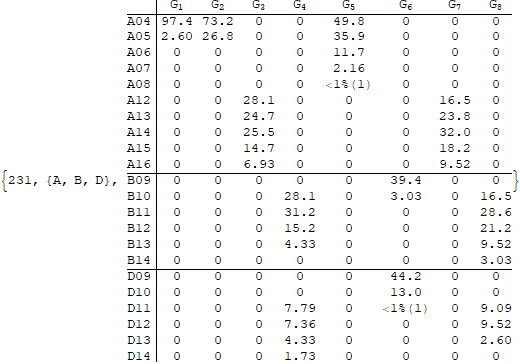 G1 G2 G3 G4 G5 G6 G7 G8
A04 97.4 73.2 0 0 49.8 0 0 0
A05 2.60 26.8 0 0 35.9 0 0 0
A06 0 0 0 0 11.7 0 0 0
A07 0 0 0 0 2.16 0 0 0
A08 0 0 0 0 <1%(1) 0 0 0
A12 0 0 28.1 0 0 0 16.5 0
A13 0 0 24.7 0 0 0 23.8 0
A14 0 0 25.5 0 0 0 32.0 0
A15 0 0 14.7 0 0 0 18.2 0
A16 0 0 6.93 0 0 0 9.52 0
{231, {A, B, D}, B09 0 0 0 0 0 39.4 0 0 }
B10 0 0 0 28.1 0 3.03 0 16.5
B11 0 0 0 31.2 0 0 0 28.6
B12 0 0 0 15.2 0 0 0 21.2
B13 0 0 0 4.33 0 0 0 9.52
B14 0 0 0 0 0 0 0 3.03
D09 0 0 0 0 0 44.2 0 0
D10 0 0 0 0 0 13.0 0 0
D11 0 0 0 7.79 0 <1%(1) 0 9.09
D12 0 0 0 7.36 0 0 0 9.52
D13 0 0 0 4.33 0 0 0 2.60
D14 0 0 0 1.73 0 0 0 0